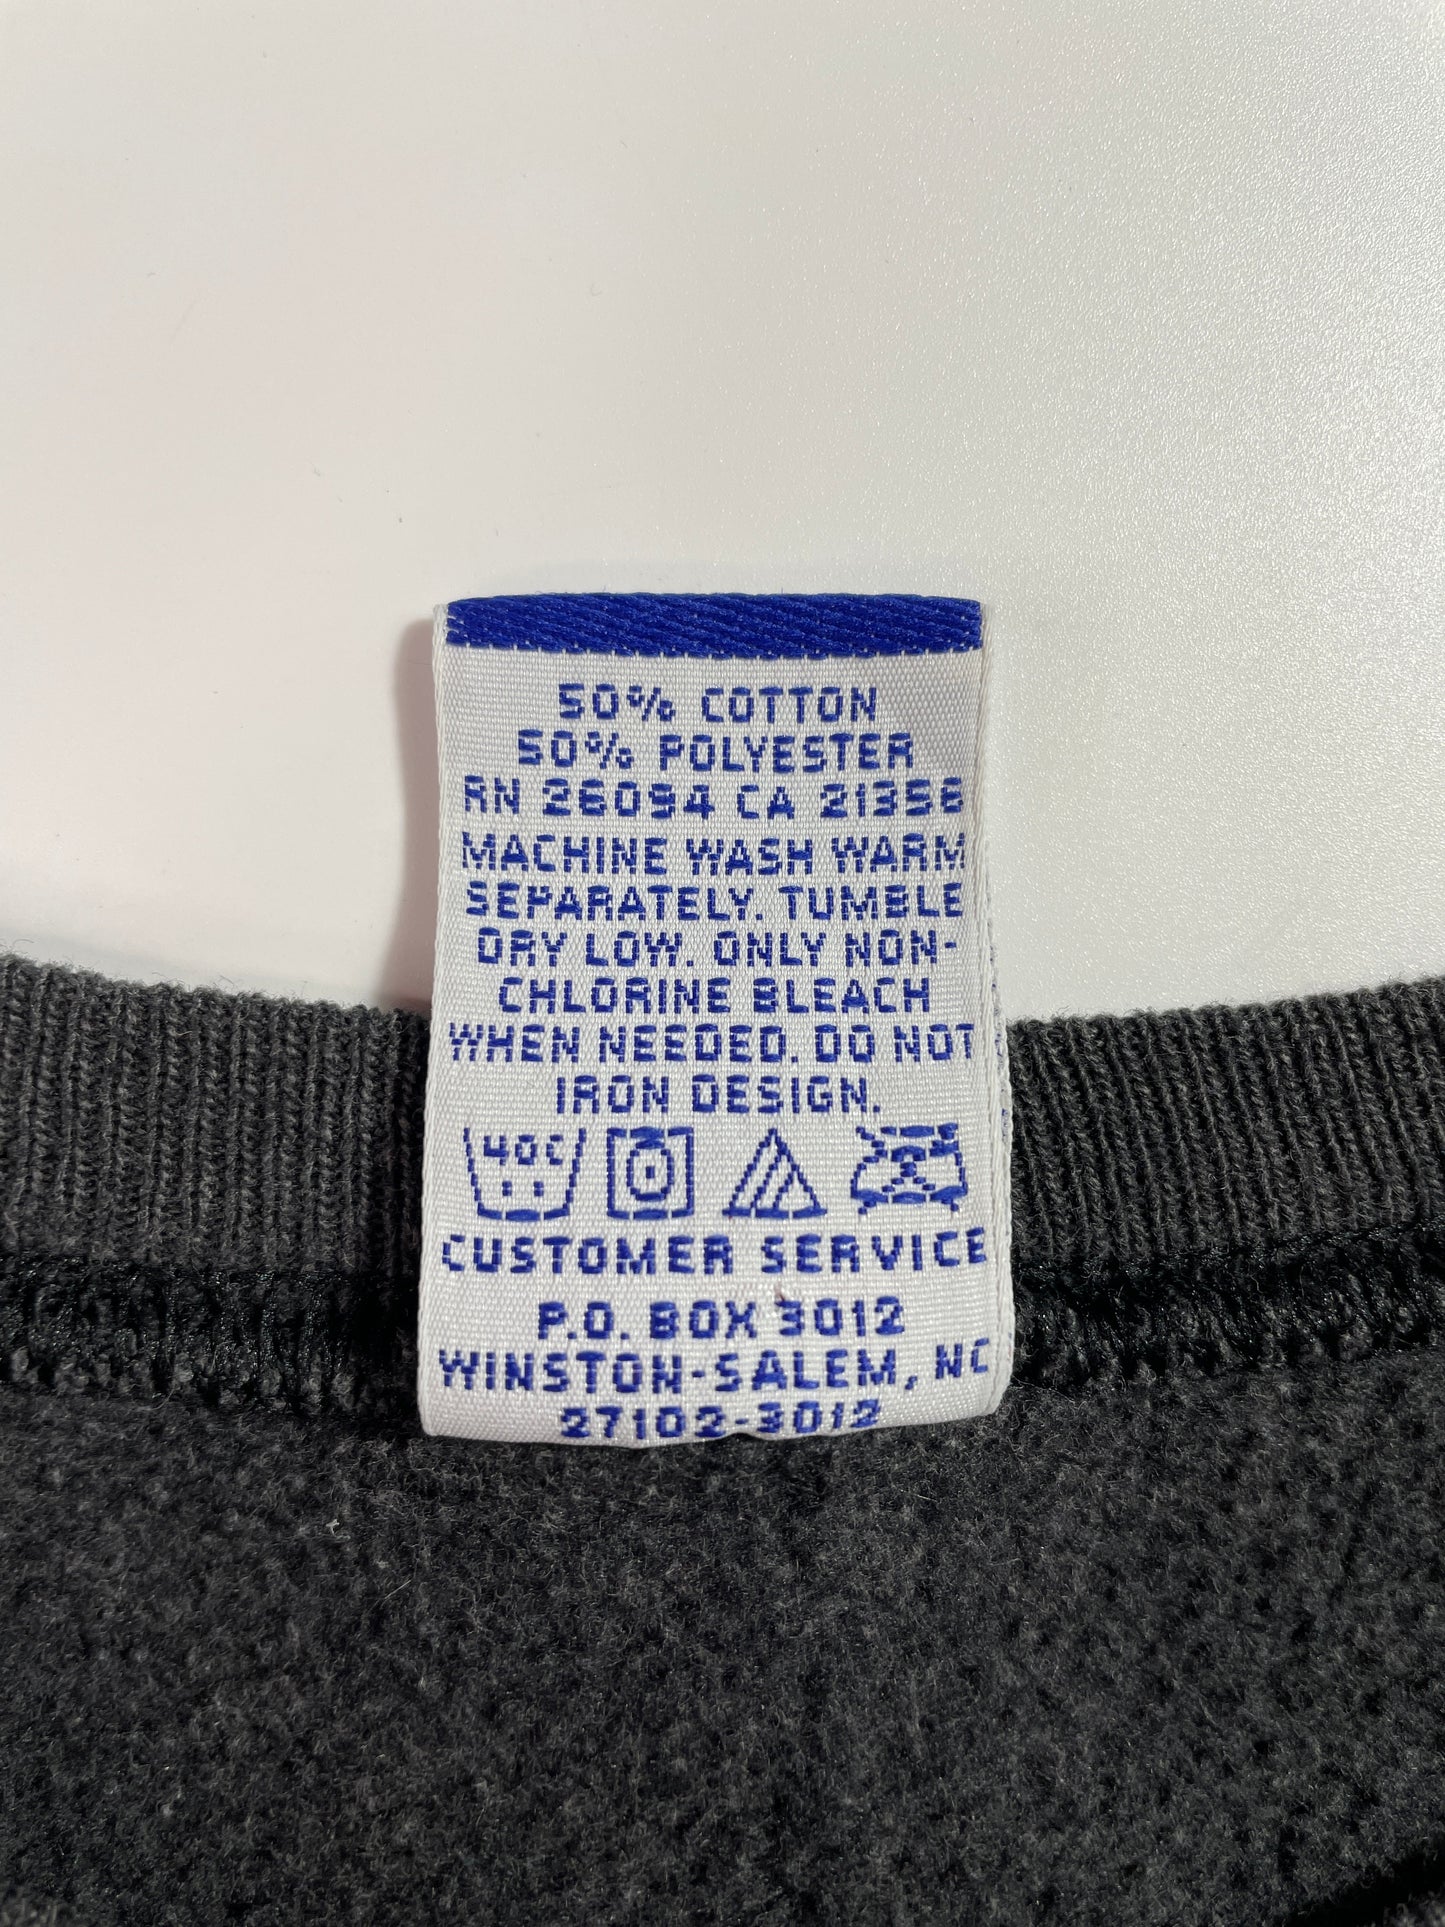 50% COTTON
50% POLYESTER
RN 26094 CA 21356
MACHINE WASH WARM
SEPARATELY. TUMBLE
DRY LOW. ONLY NON-
CHLORINE BLEACH
WHEN NEEDED. DO NOT
IRON DESIGN.
40C
CUSTOMER SERVICE
P.O. BOX 3012
WINSTON-SALEM, NC
27102-3012